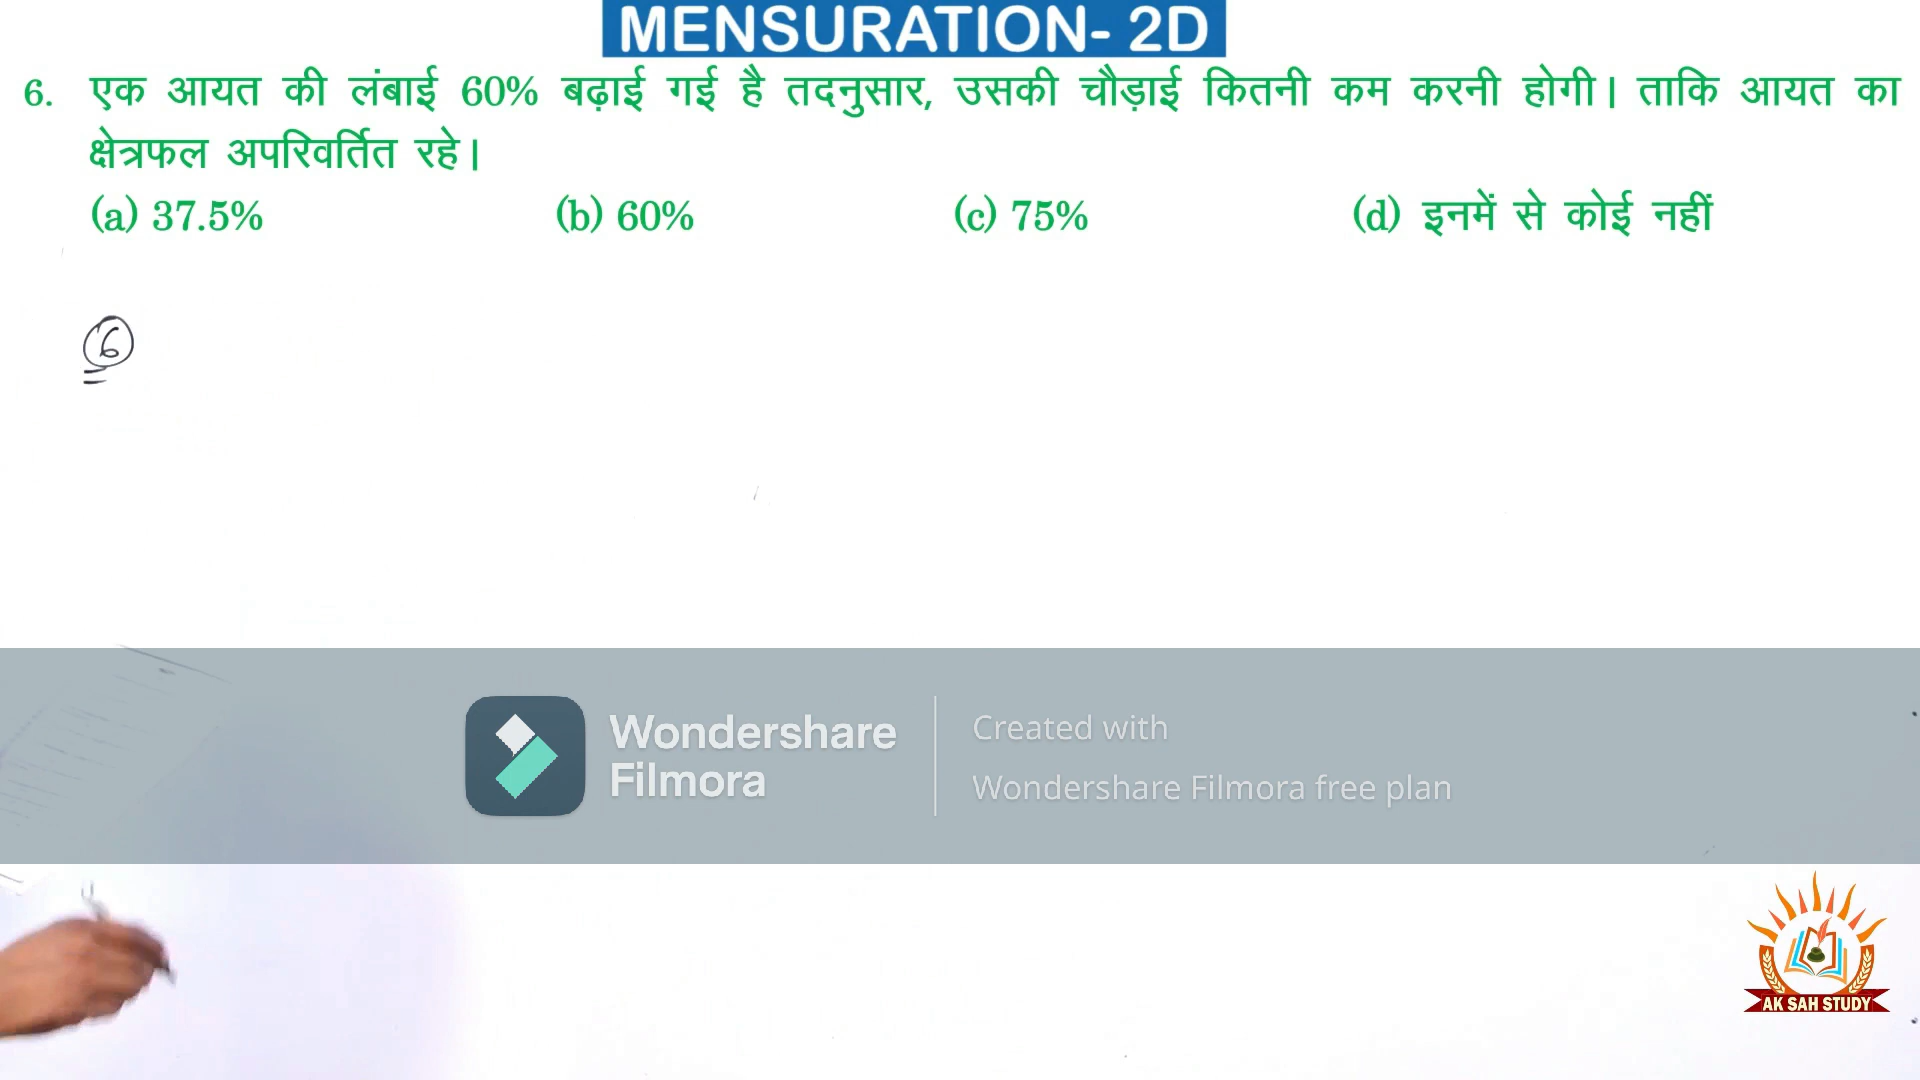 MENSURATION- 2D
6. एक आयत की लंबाई 60% बढ़ाई गई है तदनुसार, उसकी चौड़ाई कितनी कम करनी होगी। ताकि आयत का
क्षेत्रफल अपरिवर्तित रहे।
(a) 37.5% (b) 60% (c) 75% (d) इनमें से कोई नहीं
6
Wondershare
Filmora
Created with
Wondershare Filmora free plan
AK SAH STUDY